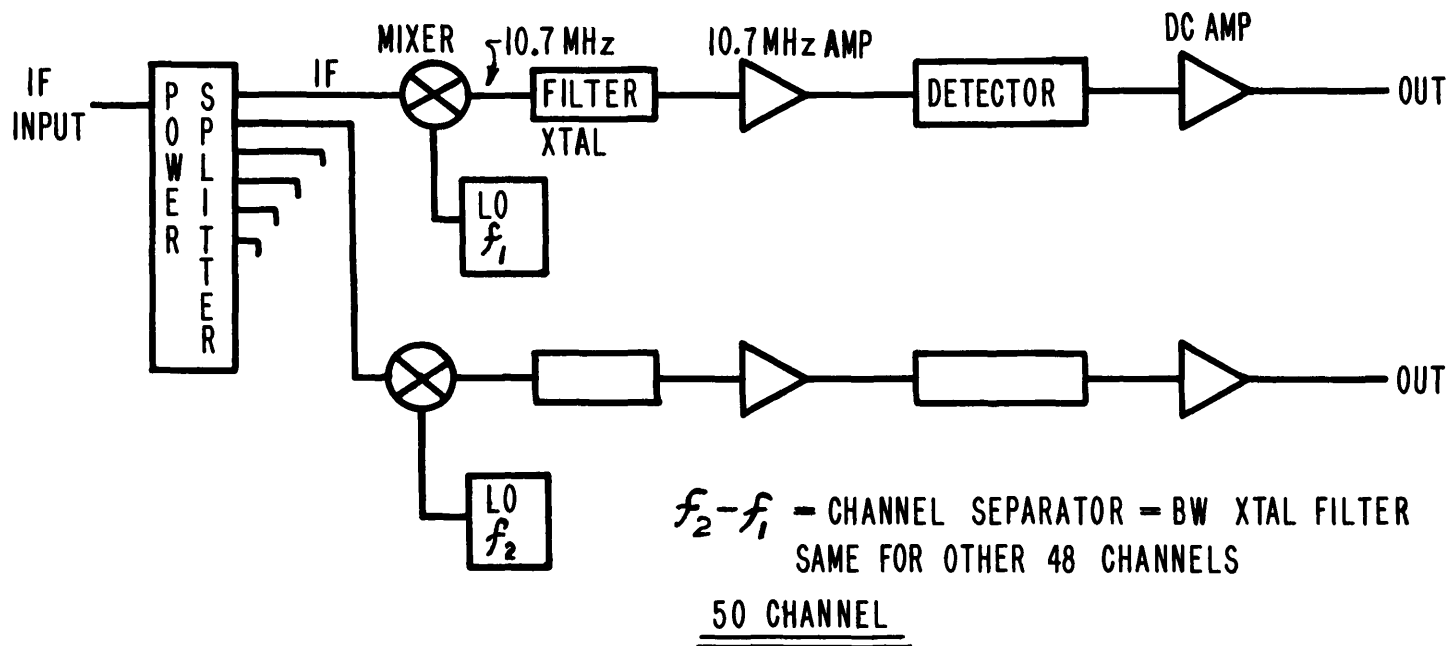 IF
INPUT
POWER
SPLITTER
IF
MIXER
10.7 MHz
FILTER
XTAL
10.7 MHz AMP
DETECTOR
DC AMP
OUT
LO
f₁
OUT
LO
f₂
f₂-f₁ = CHANNEL SEPARATOR = BW XTAL FILTER
SAME FOR OTHER 48 CHANNELS
50 CHANNEL